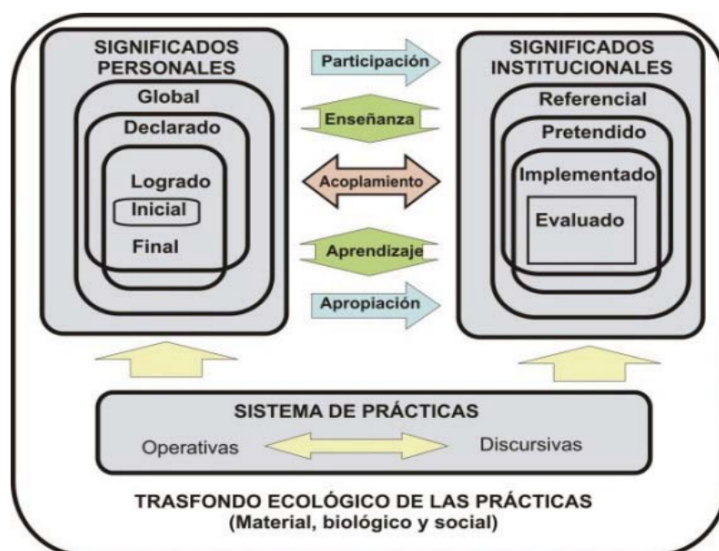 SIGNIFICADOS
PERSONALES
Global
Declarado
Logrado
Inicial
Final
Participación
Enseñanza
Acoplamiento
Aprendizaje
Apropiación
SIGNIFICADOS
INSTITUCIONALES
Referencial
Pretendido
Implementado
Evaluado
SISTEMA DE PRÁCTICAS
Operativas
Discursivas
TRASFONDO ECOLÓGICO DE LAS PRÁCTICAS
(Material, biológico y social)